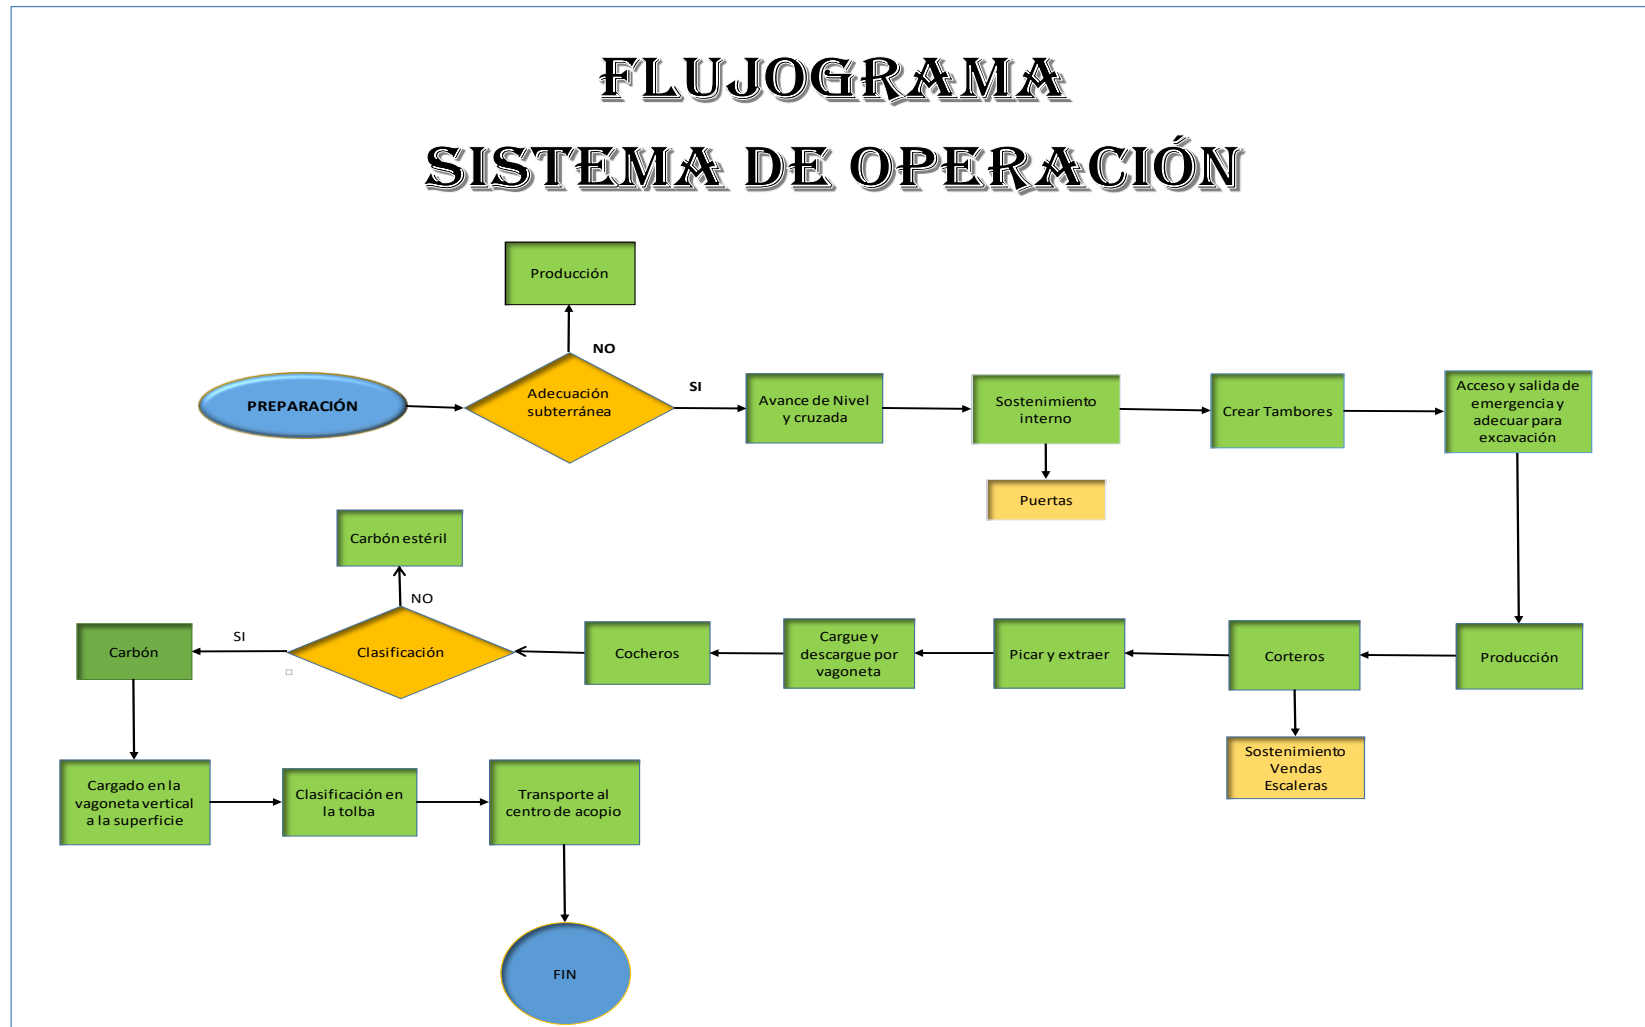 FLUJOGRAMA
SISTEMA DE OPERACIÓN
Producción
NO
PREPARACIÓN
Adecuación
subterránea
SI
Avance de Nivel
y cruzada
Sostenimiento
interno
Crear Tambores
Acceso y salida de
emergencia y
adecuar para
excavación
Puertas
Carbón estéril
NO
Carbón
SI
Clasificación
Cocheros
Cargue y
descargue por
vagoneta
Picar y extraer
Corteros
Producción
Sostenimiento
Vendas
Escaleras
Cargado en la
vagoneta vertical
a la superficie
Clasificación en
la tolba
Transporte al
centro de acopio
FIN